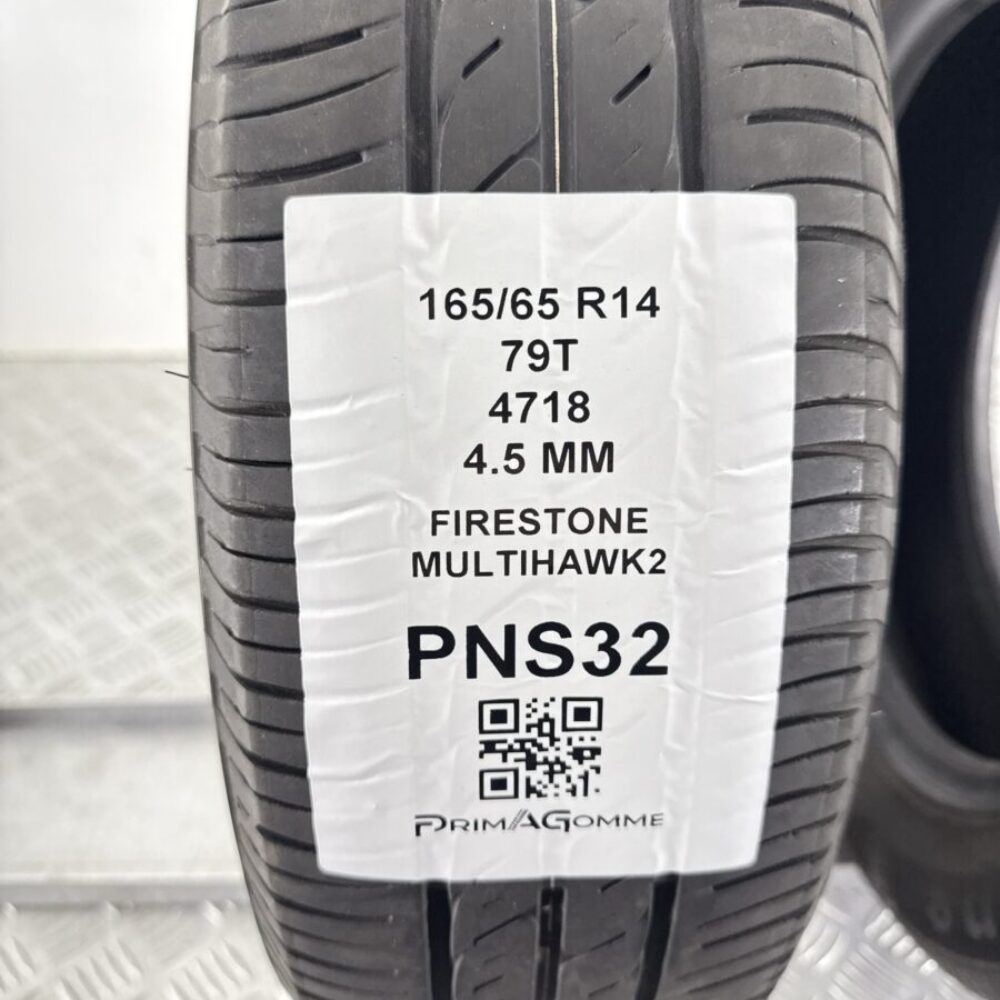 165/65 R14
79T
4718
4.5 MM
FIRESTONE
MULTIHAWK2
PNS32
PRIMAGOMME